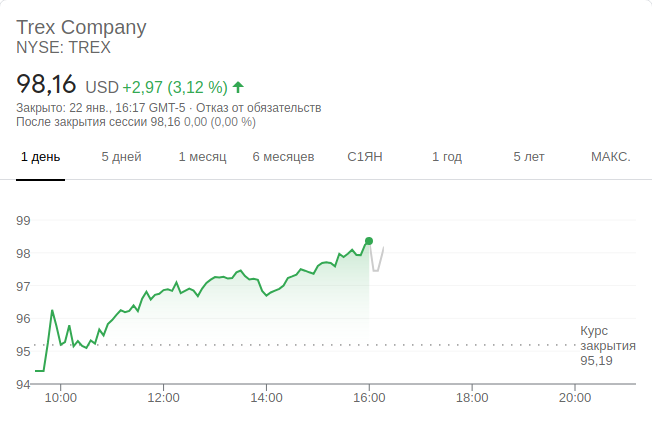 Trex Company
NYSE: TREX
98,16 USD +2,97 (3,12 %)
Закрыто: 22 янв., 16:17 GMT-5 · Отказ от обязательств
После закрытия сессии 98,16 0,00 (0,00 %)
1 день 5 дней 1 месяц 6 месяцев С1ЯН 1 год 5 лет МАКС.
99
98
97
96
95
94
Курс
закрытия
95,19
10:00 12:00 14:00 16:00 18:00 20:00